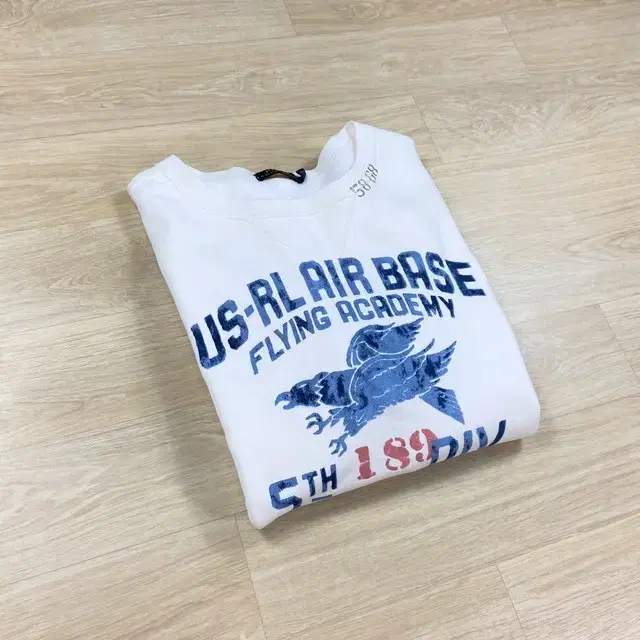 US-RL AIR BASE
FLYING ACADEMY
5TH 189 DIV